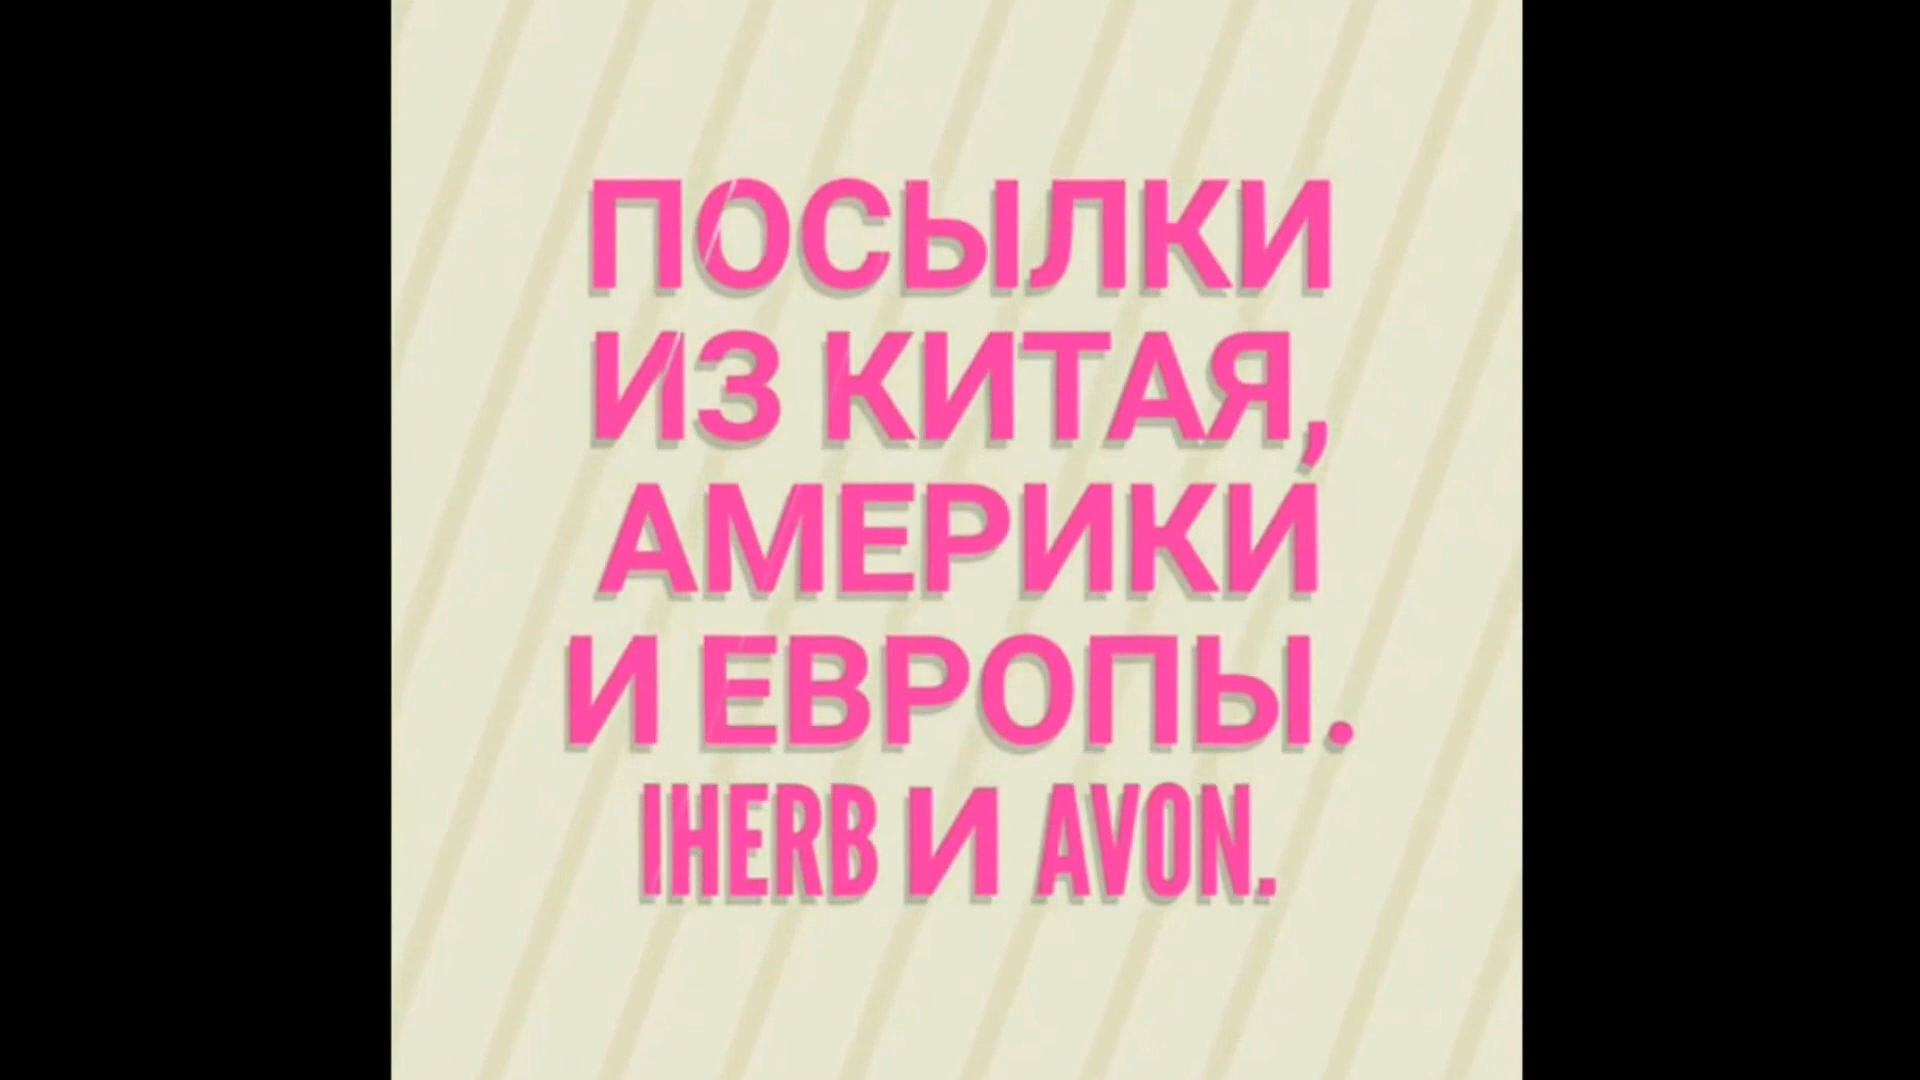 ПОСЫЛКИ
ИЗ КИТАЯ,
АМЕРИКИ
И ЕВРОПЫ.
IHERB И AVON.